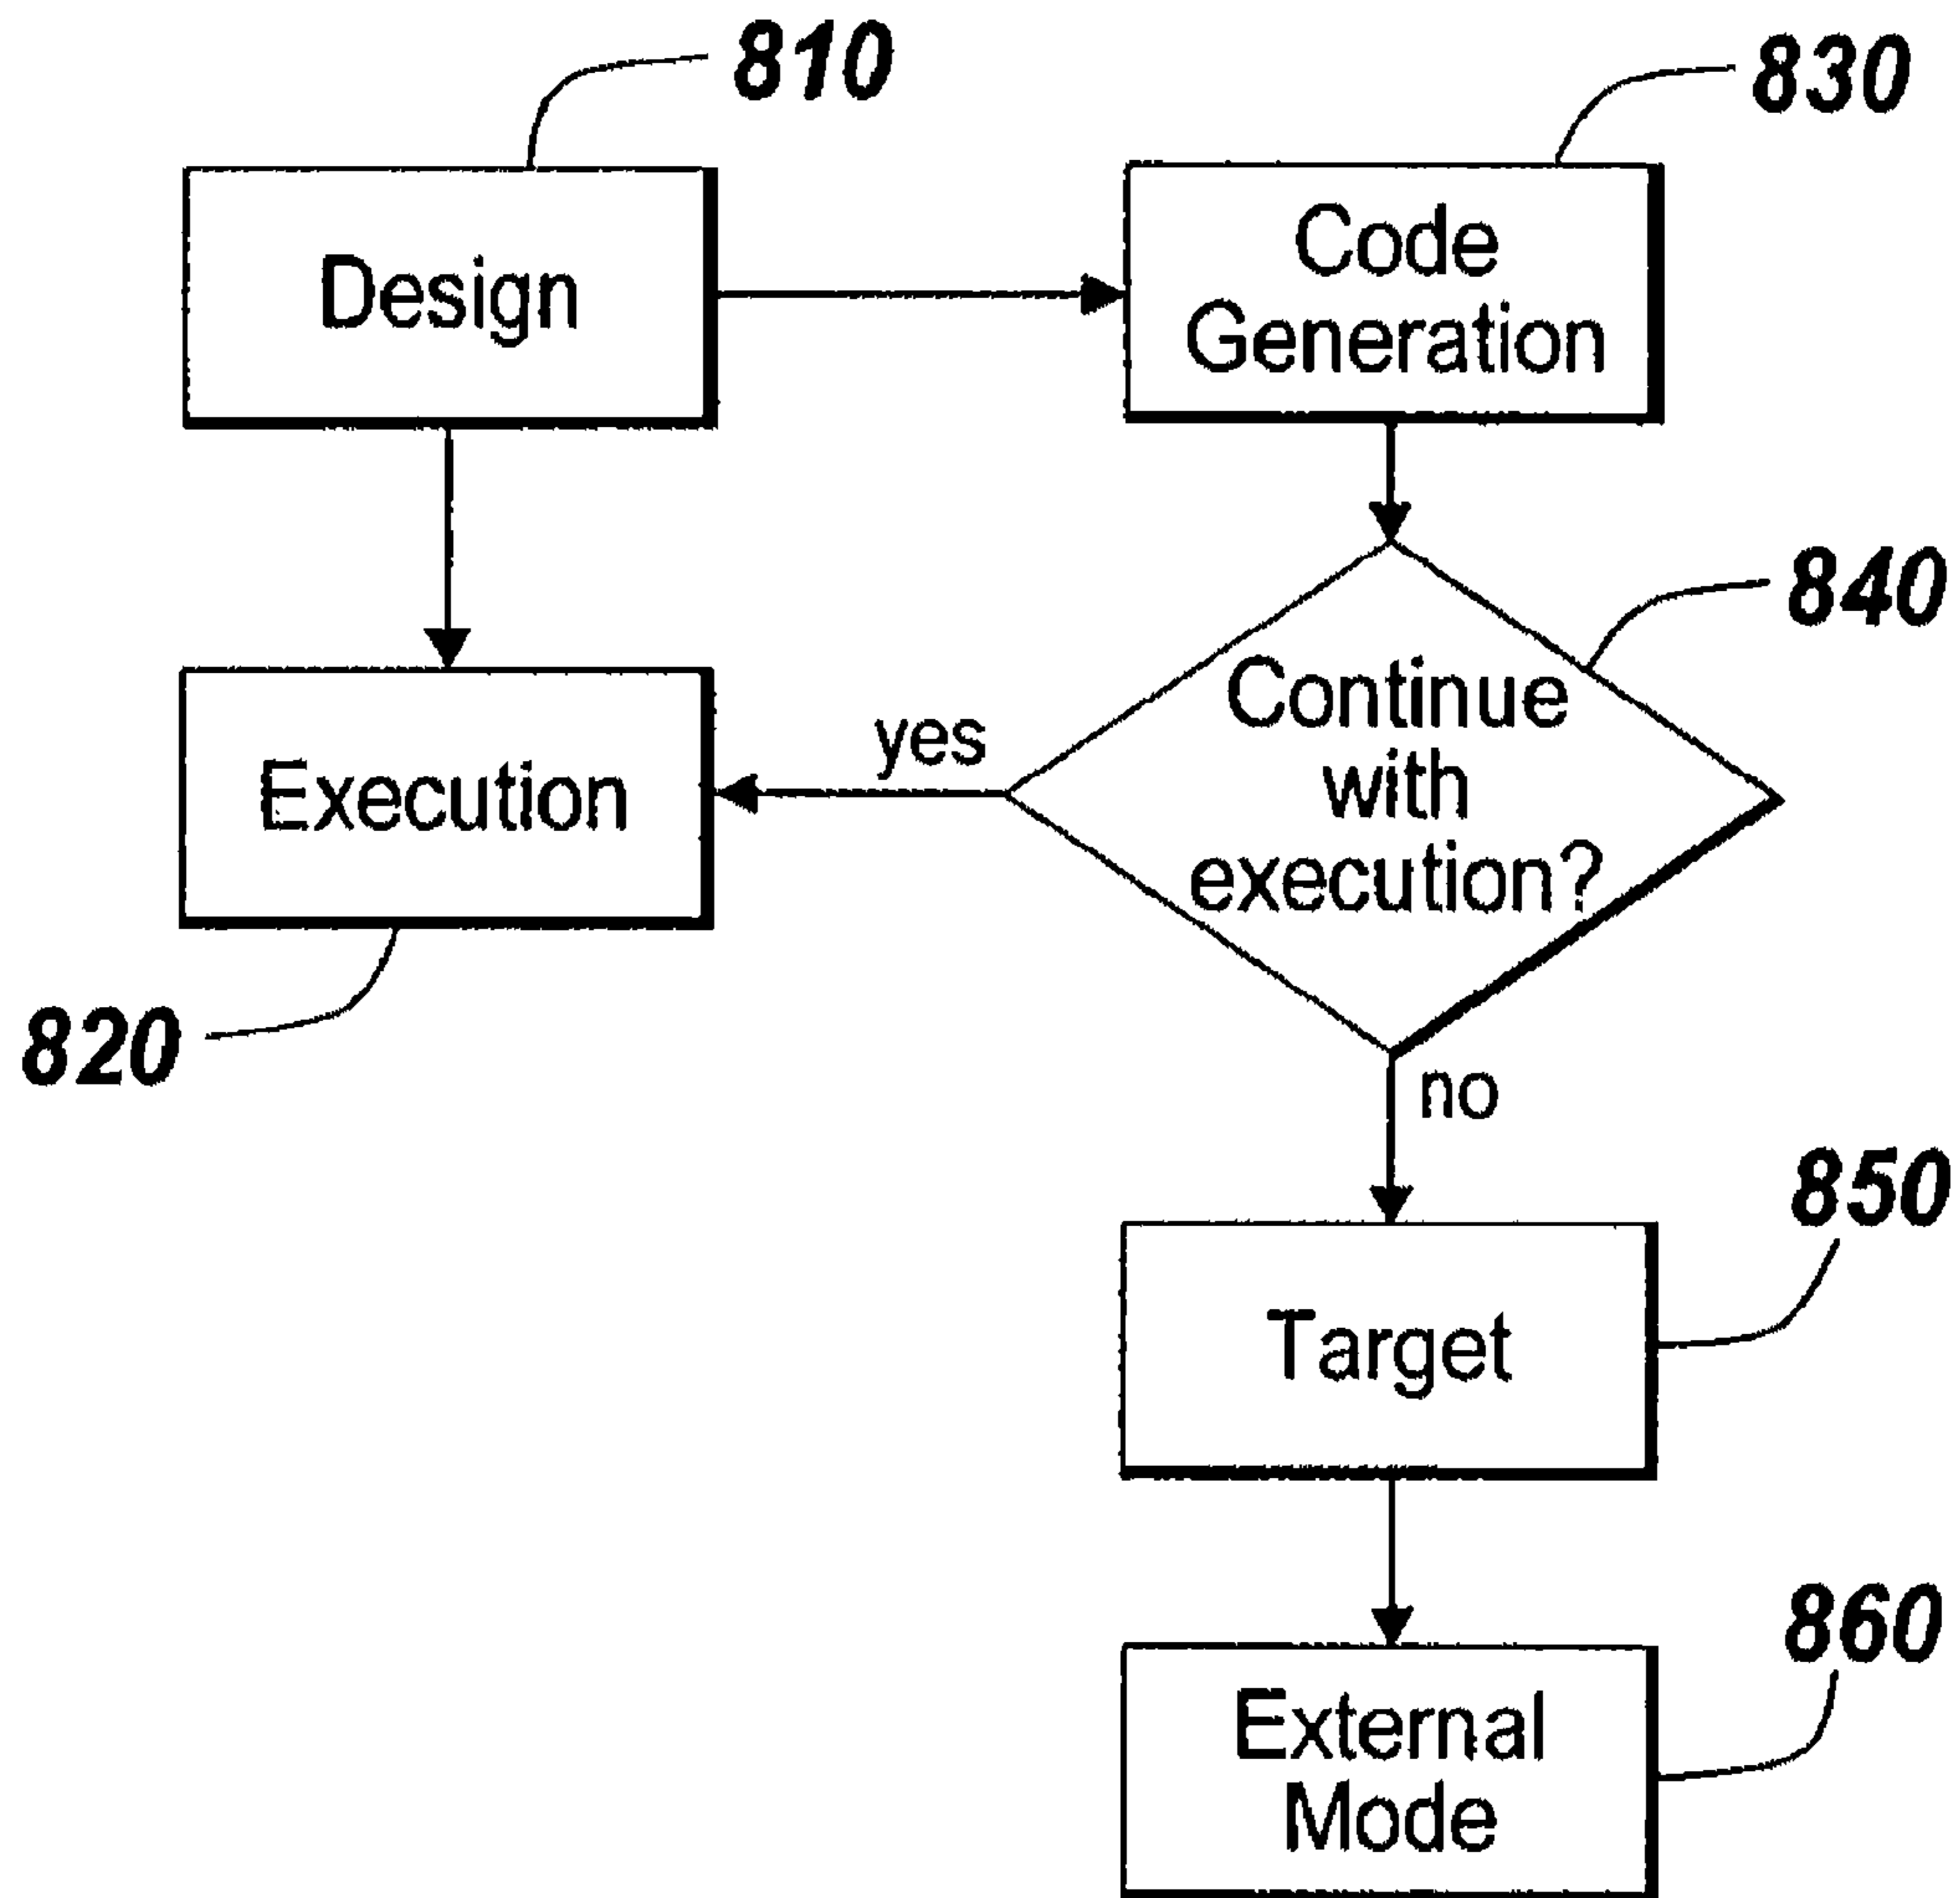 810
830
Design
Code
Generation
840
Continue
with
execution?
yes
Execution
820
no
850
Target
860
External
Mode